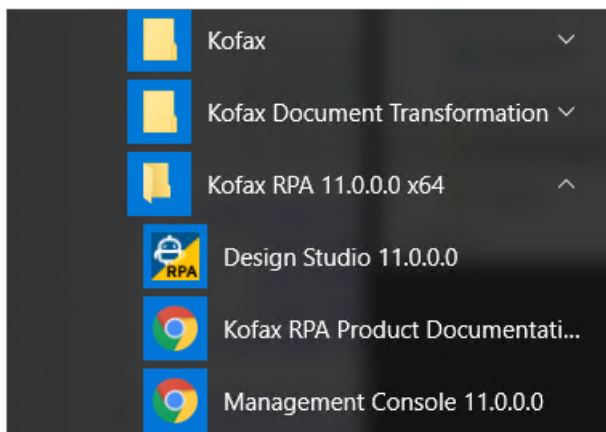 Kofax
Kofax Document Transformation
Kofax RPA 11.0.0.0 x64
RPA
Design Studio 11.0.0.0
Kofax RPA Product Documentati...
Management Console 11.0.0.0